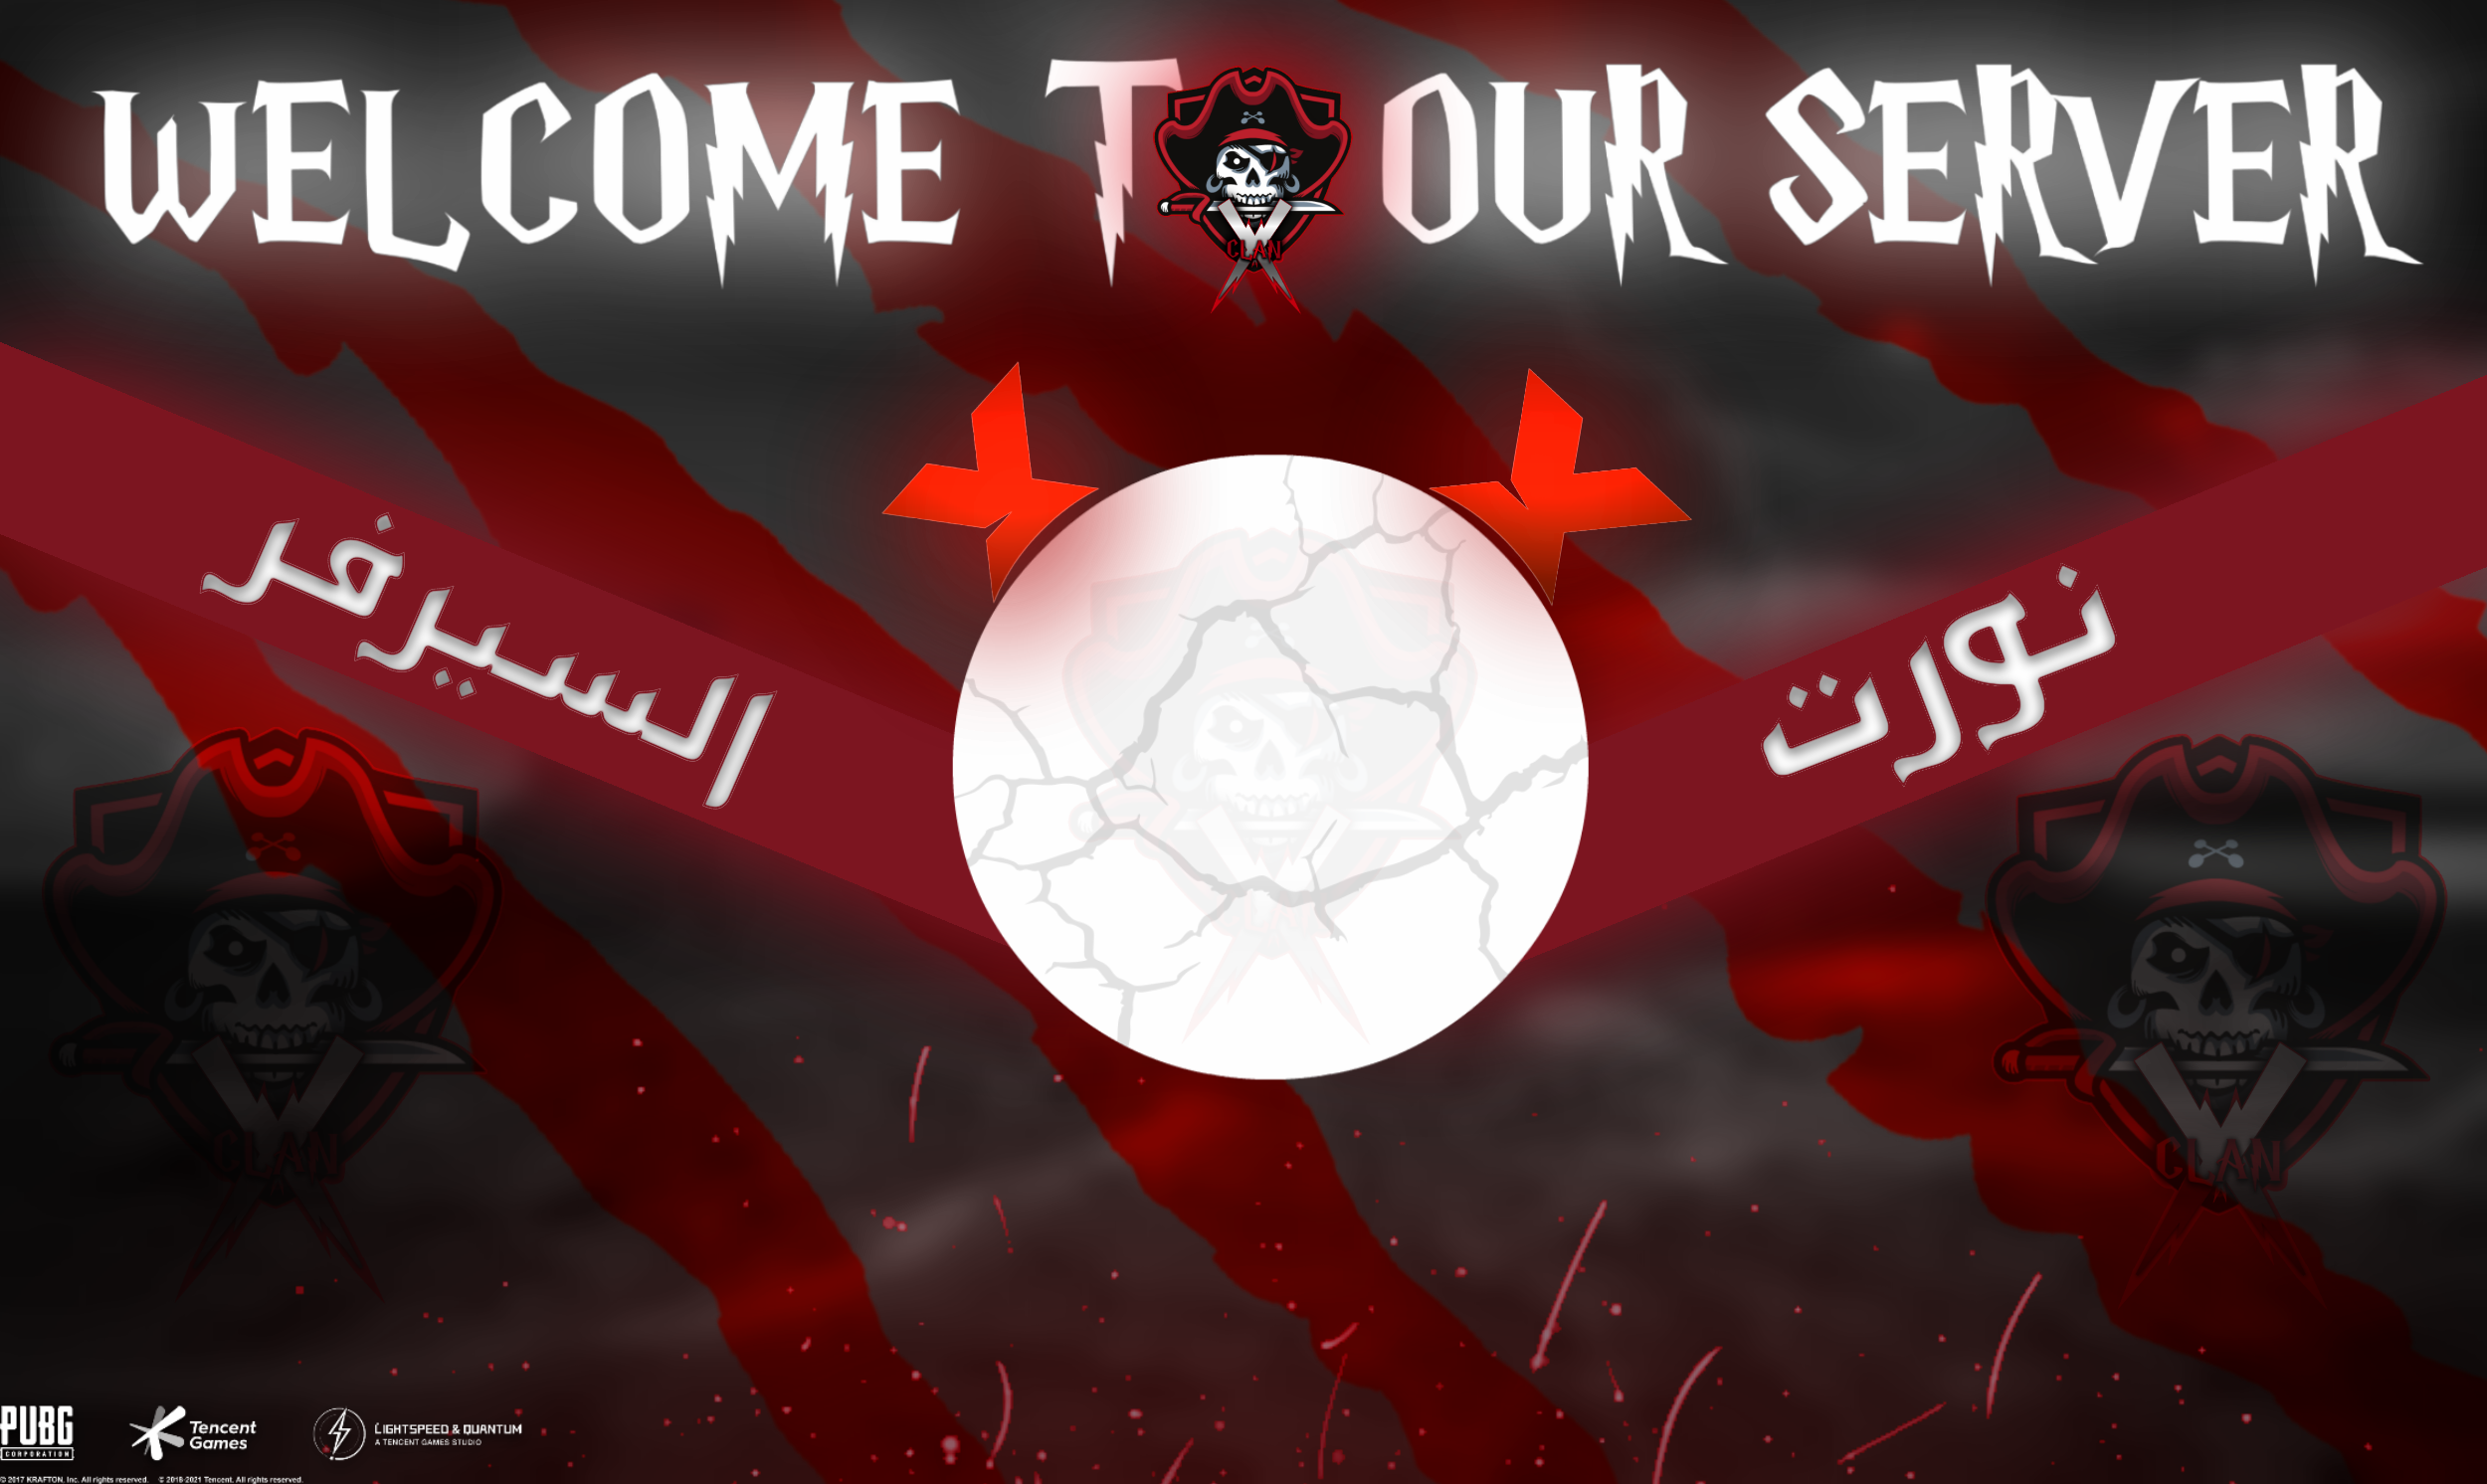 WELCOME T OUR SERVER
W
CLAN
نورت
السيرفر
W
CLAN
W
CLAN
PUBG
CORPORATION
Tencent
Games
LIGHTSPEED & QUANTUM
A TENCENT GAMES STUDIO
© 2017 KRAFTON, Inc. All rights reserved. © 2018-2021 Tencent. All rights reserved.